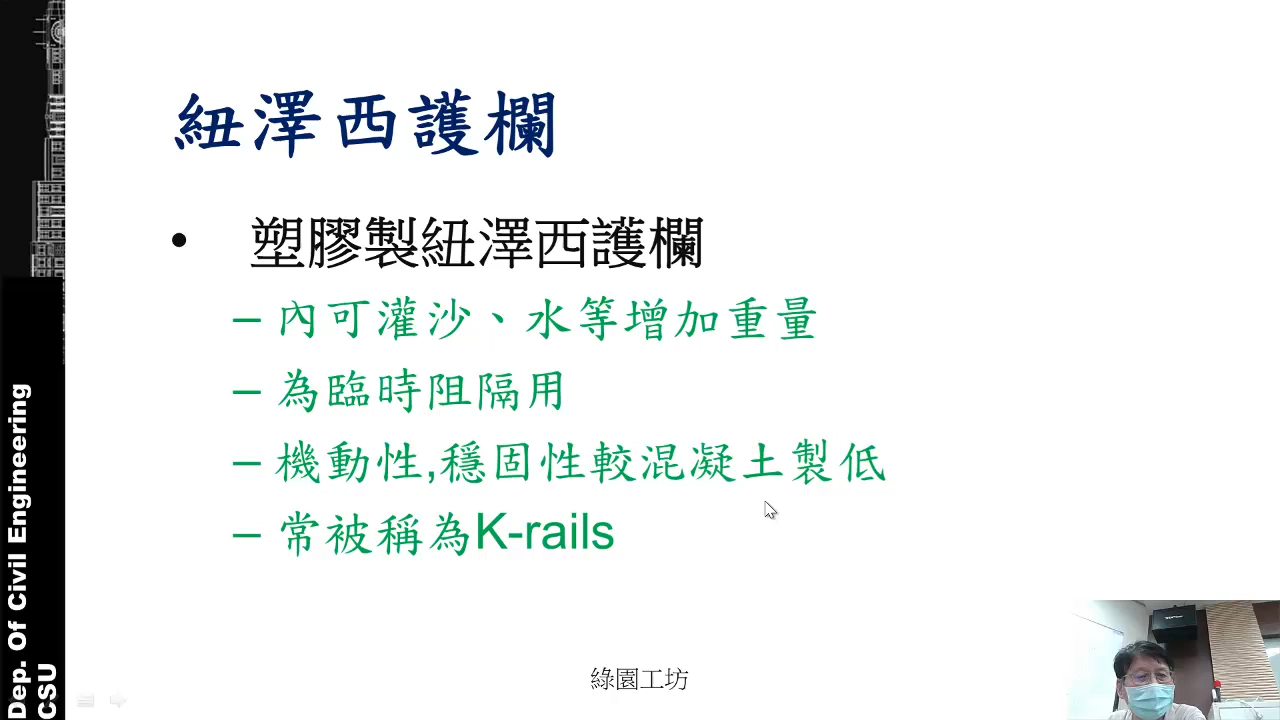 紐澤西護欄
• 塑膠製紐澤西護欄
– 內可灌沙、水等增加重量
– 為臨時阻隔用
– 機動性,穩固性較混凝土製低
– 常被稱為K-rails
綠園工坊
Dep. Of Civil Engineering
CSU